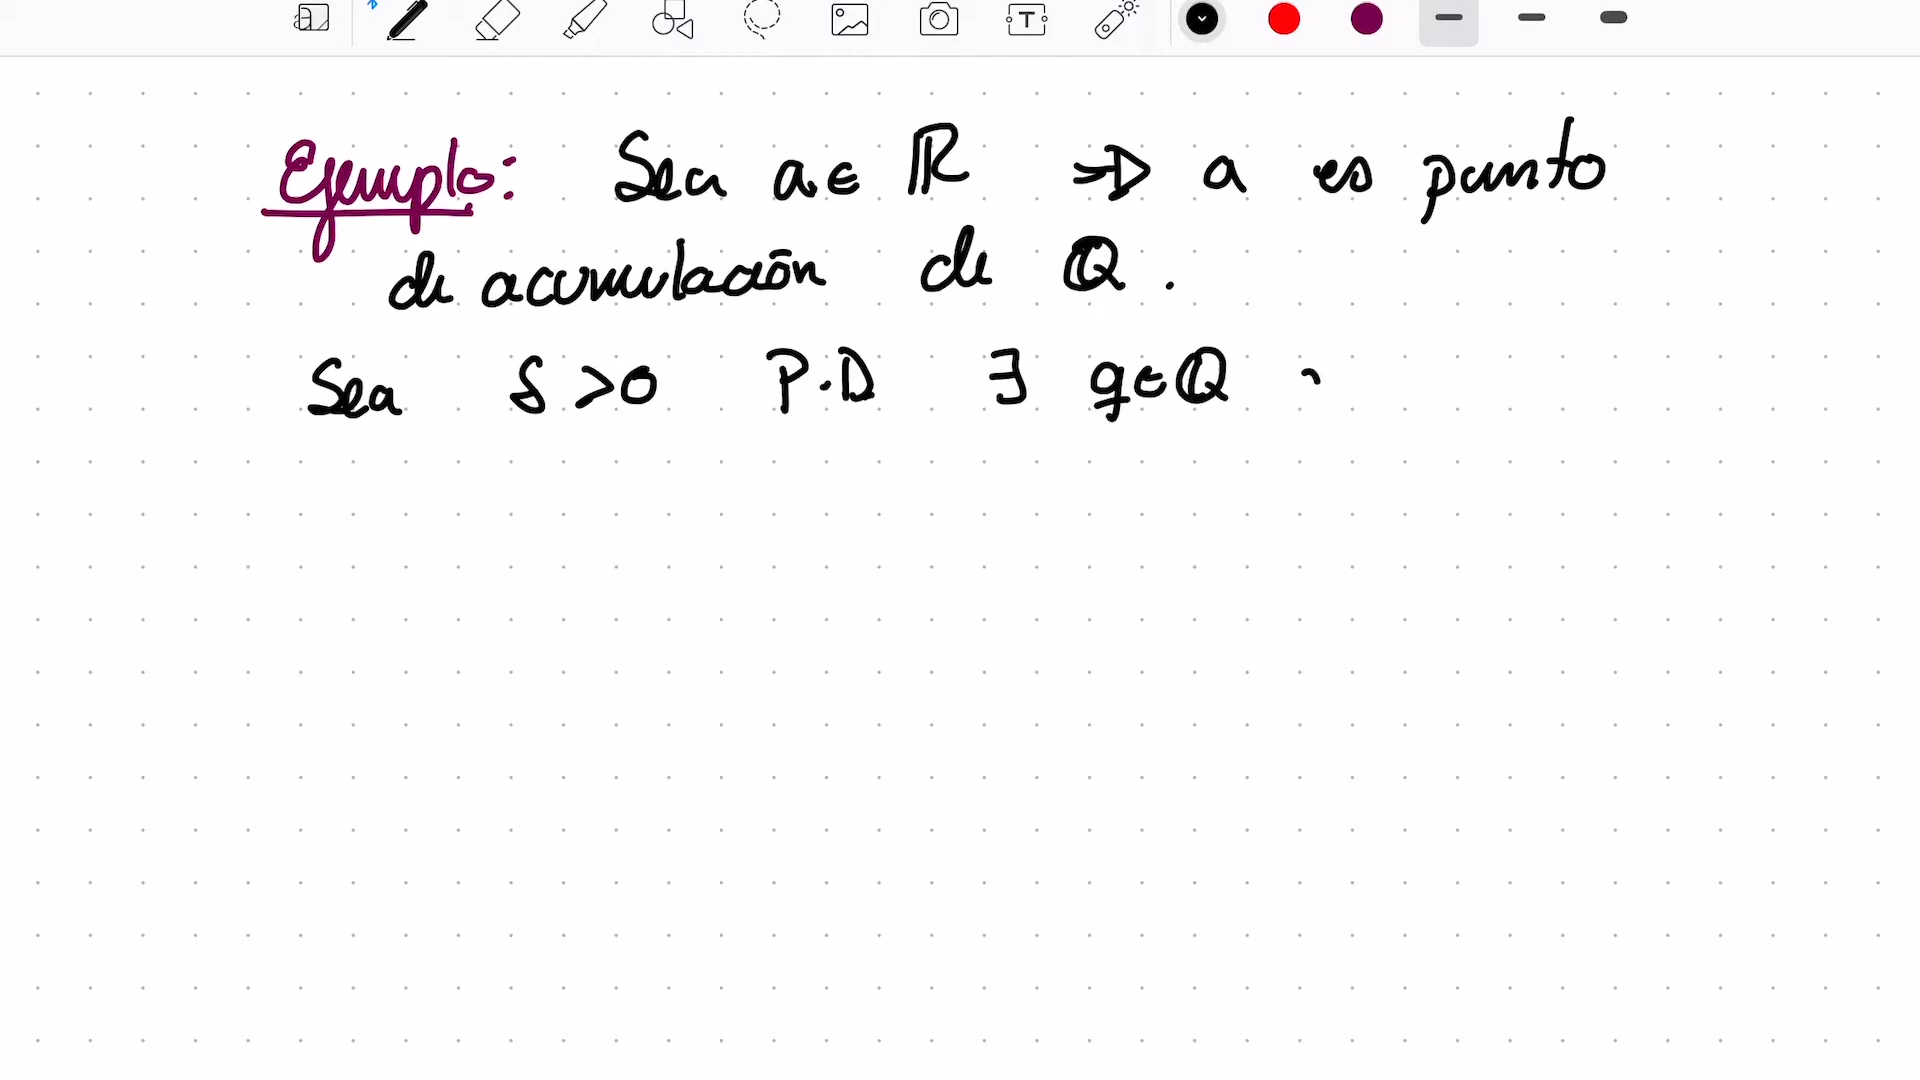 Ejemplo: Sea a ∈ ℝ ⇒ a es punto
de acumulación de ℚ.
Sea δ > 0 P.D ∃ q ∈ ℚ